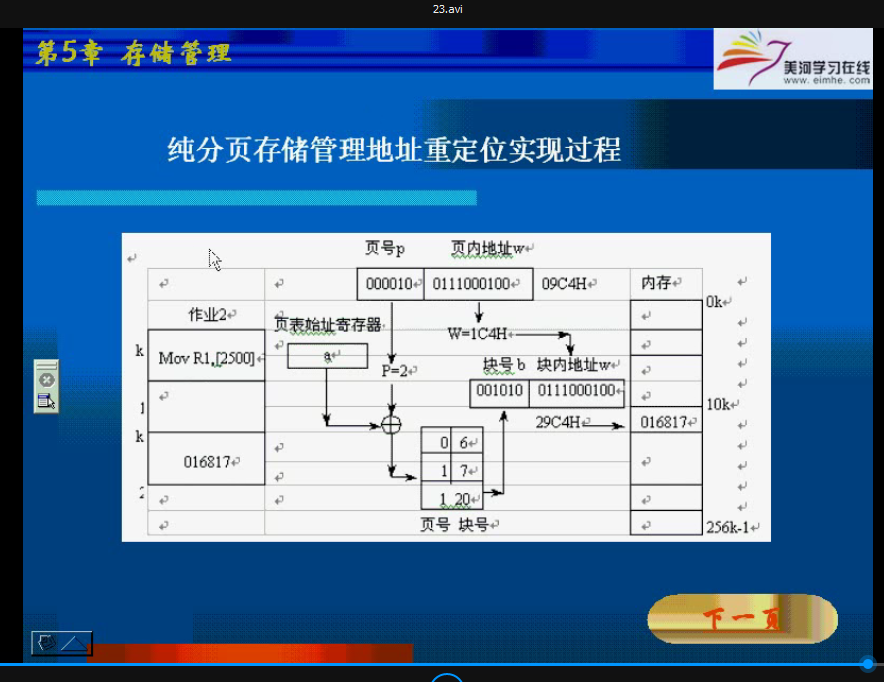 23.avi
第5章 存储管理
美河学习在线
www.eimhe.com
纯分页存储管理地址重定位实现过程
页号p 页内地址w
000010 0111000100 09C4H 内存
0k
作业2 页表始址寄存器
W=1C4H
k Mov R1,[2500] a
P=2 块号b 块内地址w
001010 0111000100
1 10k
29C4H 016817
k 0 6
016817 1 7
2 1 20
页号 块号 256k-1
下一页